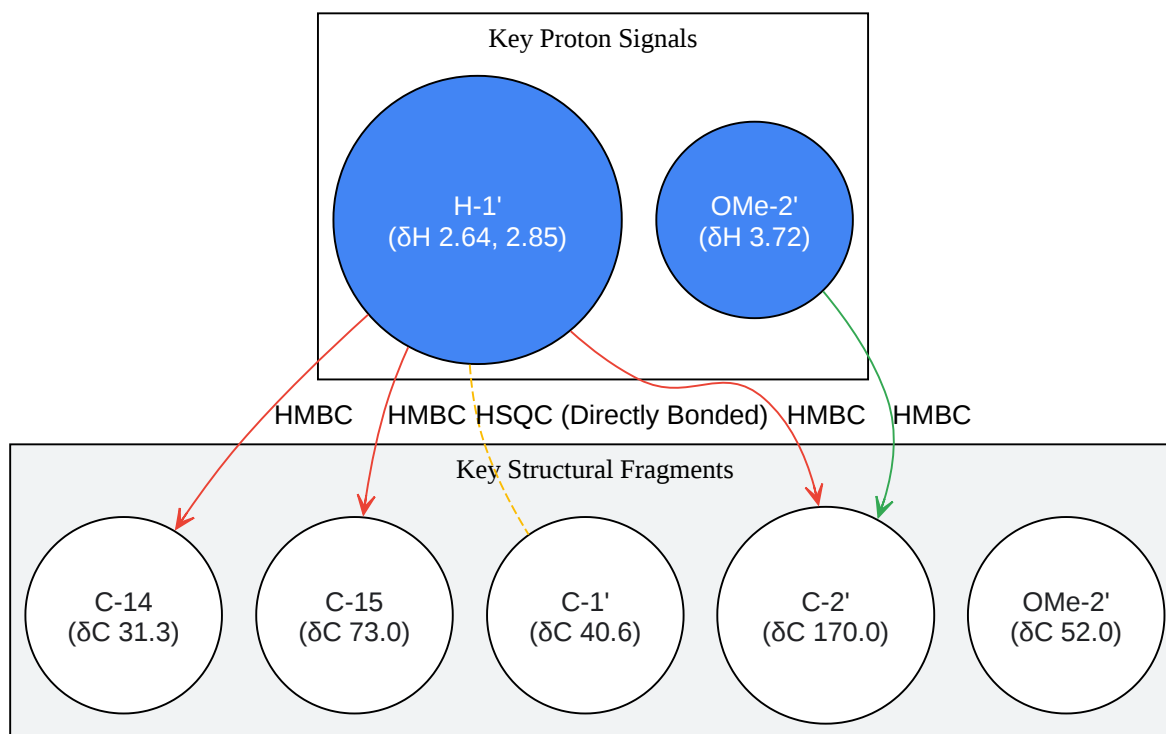 Key Proton Signals
H-1'
(δH 2.64, 2.85)
OMe-2'
(δH 3.72)
HMBC
HMBC
HSQC (Directly Bonded)
HMBC
HMBC
Key Structural Fragments
C-14
(δC 31.3)
C-15
(δC 73.0)
C-1'
(δC 40.6)
C-2'
(δC 170.0)
OMe-2'
(δC 52.0)